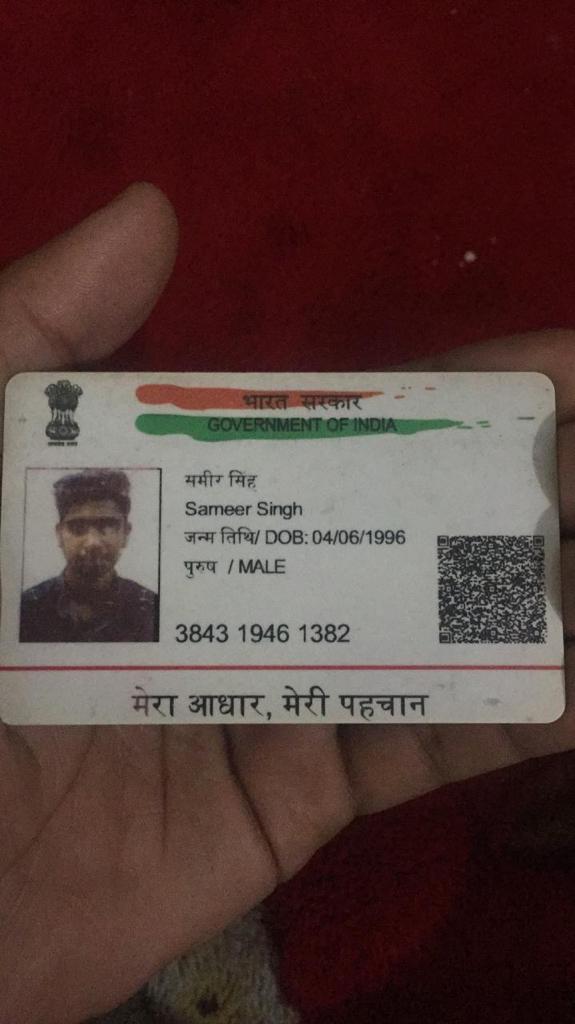 भारत सरकार
GOVERNMENT OF INDIA
समीर सिंह
Sameer Singh
जन्म तिथि/ DOB: 04/06/1996
पुरुष / MALE
3843 1946 1382
मेरा आधार, मेरी पहचान